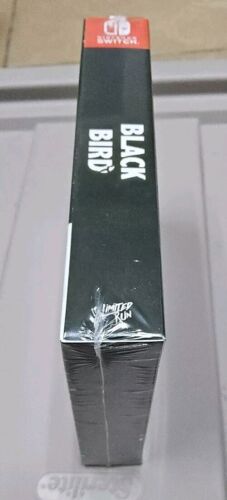 NINTENDO
SWITCH
BLACK
BIRD
LIMITED
RUN
Sterilite